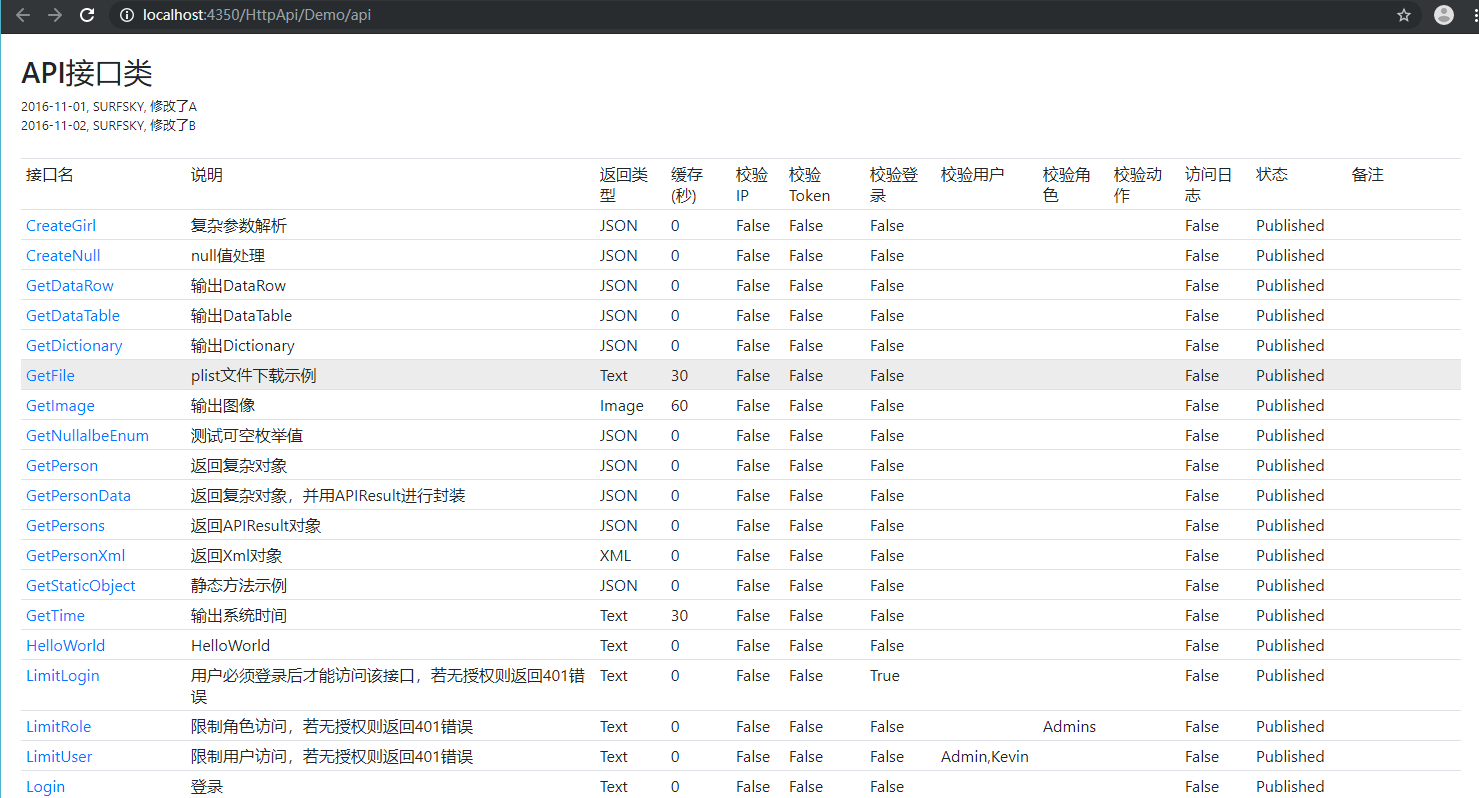 localhost:4350/HttpApi/Demo/api
API接口类
2016-11-01, SURFSKY, 修改了A
2016-11-02, SURFSKY, 修改了B
接口名 说明 返回类型 缓存(秒) 校验IP 校验Token 校验登录 校验用户 校验角色 校验动作 访问日志 状态 备注
CreateGirl 复杂参数解析 JSON 0 False False False False Published
CreateNull null值处理 JSON 0 False False False False Published
GetDataRow 输出DataRow JSON 0 False False False False Published
GetDataTable 输出DataTable JSON 0 False False False False Published
GetDictionary 输出Dictionary JSON 0 False False False False Published
GetFile plist文件下载示例 Text 30 False False False False Published
GetImage 输出图像 Image 60 False False False False Published
GetNullalbeEnum 测试可空枚举值 JSON 0 False False False False Published
GetPerson 返回复杂对象 JSON 0 False False False False Published
GetPersonData 返回复杂对象，并用APIResult进行封装 JSON 0 False False False False Published
GetPersons 返回APIResult对象 JSON 0 False False False False Published
GetPersonXml 返回Xml对象 XML 0 False False False False Published
GetStaticObject 静态方法示例 JSON 0 False False False False Published
GetTime 输出系统时间 Text 30 False False False False Published
HelloWorld HelloWorld Text 0 False False False False Published
LimitLogin 用户必须登录后才能访问该接口，若无授权则返回401错误 Text 0 False False True False Published
LimitRole 限制角色访问，若无授权则返回401错误 Text 0 False False False Admins False Published
LimitUser 限制用户访问，若无授权则返回401错误 Text 0 False False False Admin,Kevin False Published
Login 登录 Text 0 False False False False Published